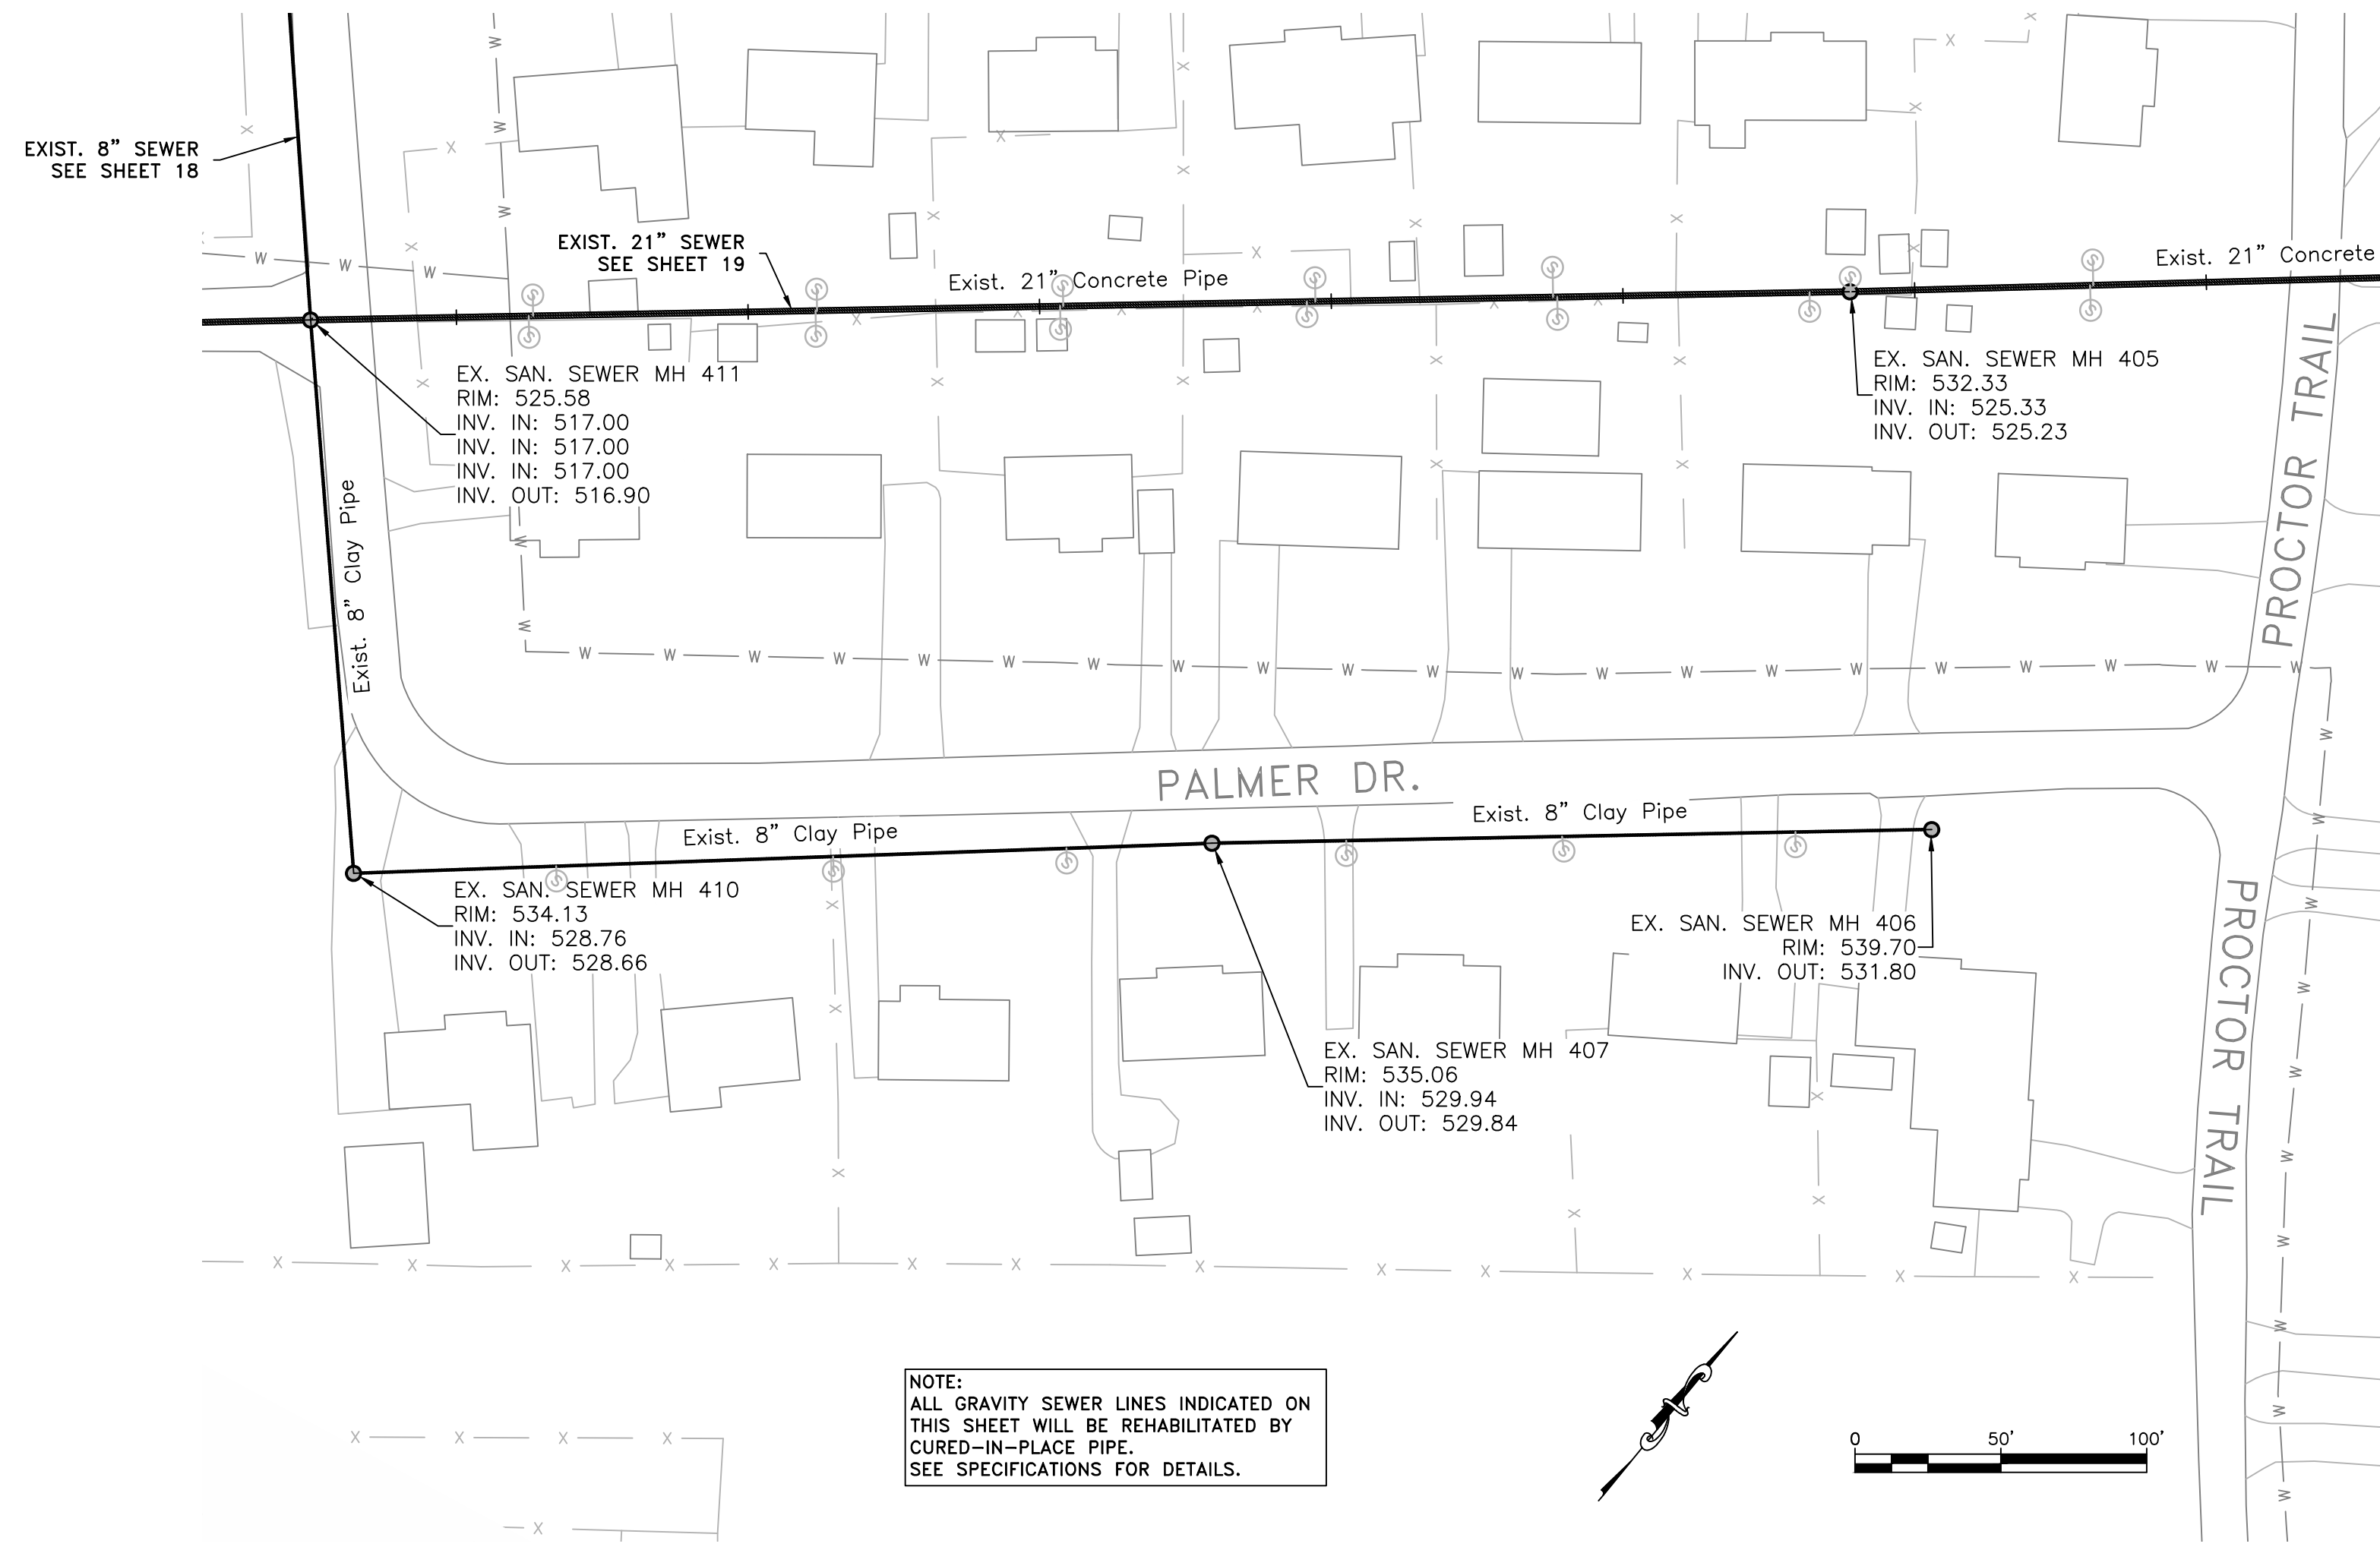 EXIST. 8” SEWER
SEE SHEET 18
EXIST. 21” SEWER
SEE SHEET 19
Exist. 21” Concrete Pipe
Exist. 21” Concrete
EX. SAN. SEWER MH 411
RIM: 525.58
INV. IN: 517.00
INV. IN: 517.00
INV. IN: 517.00
INV. OUT: 516.90
EX. SAN. SEWER MH 405
RIM: 532.33
INV. IN: 525.33
INV. OUT: 525.23
PROCTOR TRAIL
Exist. 8” Clay Pipe
PALMER DR.
Exist. 8” Clay Pipe
Exist. 8” Clay Pipe
EX. SAN. SEWER MH 410
RIM: 534.13
INV. IN: 528.76
INV. OUT: 528.66
EX. SAN. SEWER MH 406
RIM: 539.70
INV. OUT: 531.80
PROCTOR TRAIL
EX. SAN. SEWER MH 407
RIM: 535.06
INV. IN: 529.94
INV. OUT: 529.84
NOTE:
ALL GRAVITY SEWER LINES INDICATED ON
THIS SHEET WILL BE REHABILITATED BY
CURED-IN-PLACE PIPE.
SEE SPECIFICATIONS FOR DETAILS.
0 50' 100'